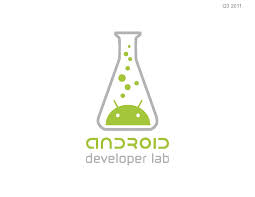 Q3 2011
ANDROID
developer lab